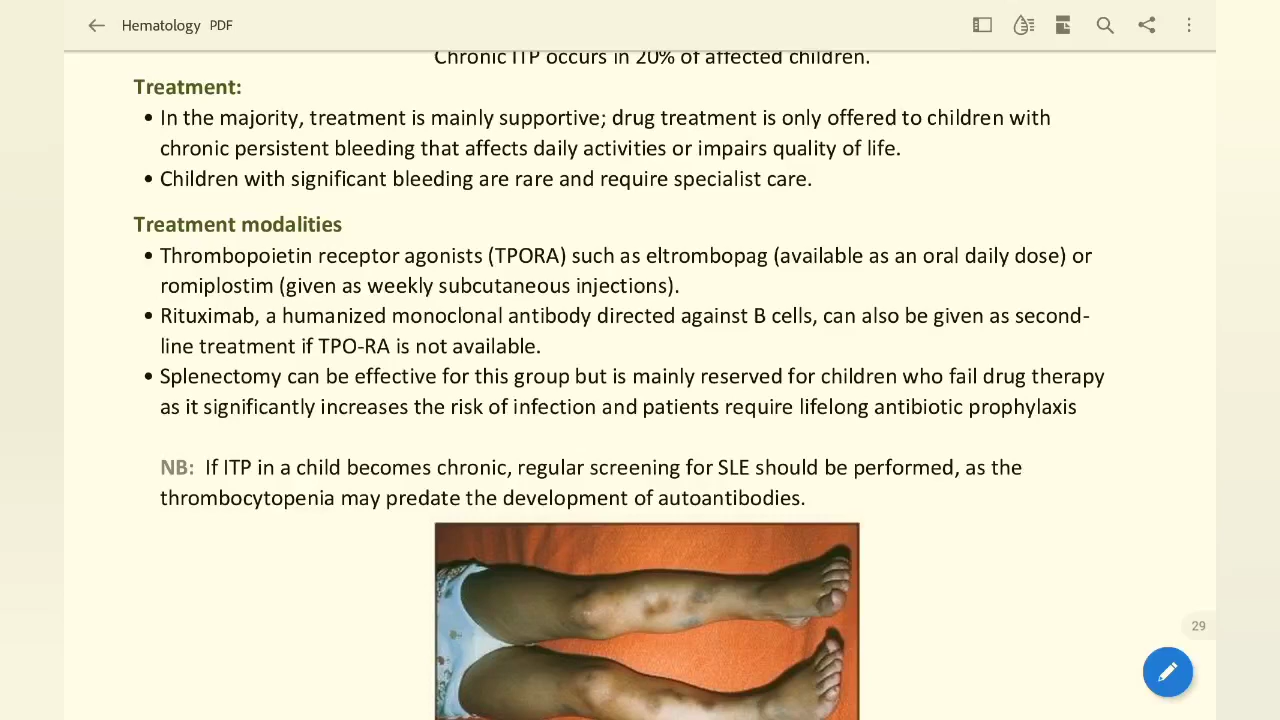 Hematology PDF
Chronic ITP occurs in 20% of affected children.
Treatment:
• In the majority, treatment is mainly supportive; drug treatment is only offered to children with
chronic persistent bleeding that affects daily activities or impairs quality of life.
• Children with significant bleeding are rare and require specialist care.
Treatment modalities
• Thrombopoietin receptor agonists (TPORA) such as eltrombopag (available as an oral daily dose) or
romiplostim (given as weekly subcutaneous injections).
• Rituximab, a humanized monoclonal antibody directed against B cells, can also be given as second-
line treatment if TPO-RA is not available.
• Splenectomy can be effective for this group but is mainly reserved for children who fail drug therapy
as it significantly increases the risk of infection and patients require lifelong antibiotic prophylaxis
NB: If ITP in a child becomes chronic, regular screening for SLE should be performed, as the
thrombocytopenia may predate the development of autoantibodies.
29